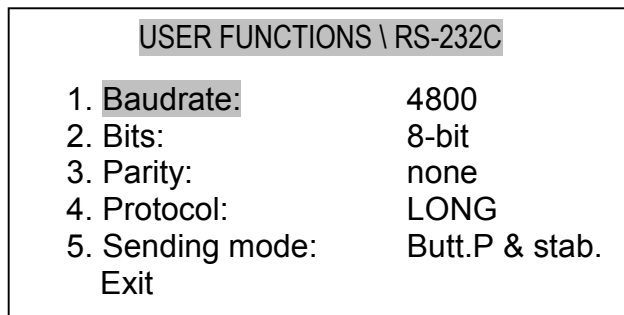 USER FUNCTIONS \ RS-232C
1. Baudrate: 4800
2. Bits: 8-bit
3. Parity: none
4. Protocol: LONG
5. Sending mode: Butt.P & stab.
Exit